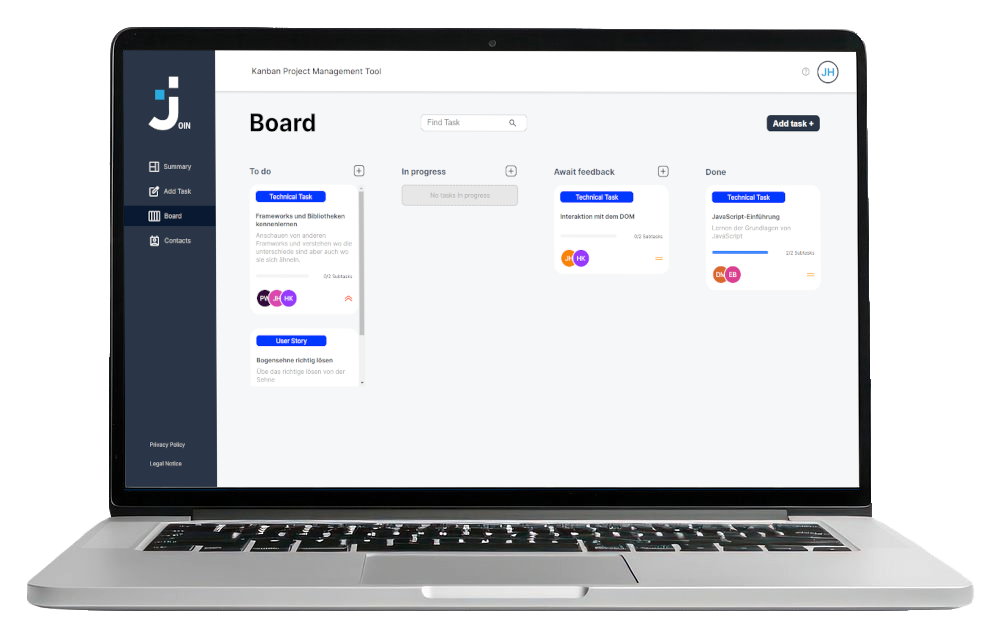 Kanban Project Management Tool
JH
J
OIN
Summary
Add Task
Board
Contacts
Privacy Policy
Legal Notice
Board
Find Task
Add task +
To do
Technical Task
Frameworks und Bibliotheken
kennenlernen
Anschauen von anderen
Framworks und verstehen wo die
unterschiede sind aber auch wo
sie sich ähneln.
0/2 Subtasks
PW JH HK
User Story
Bogensehne richtig lösen
Übe das richtige lösen von der
Sehne.
In progress
No tasks in progress
Await feedback
Technical Task
Interaktion mit dem DOM
0/2 Subtasks
JH HK
Done
Technical Task
JavaScript-Einführung
Lernen der Grundlagen von
JavaScript
2/2 Subtasks
EB